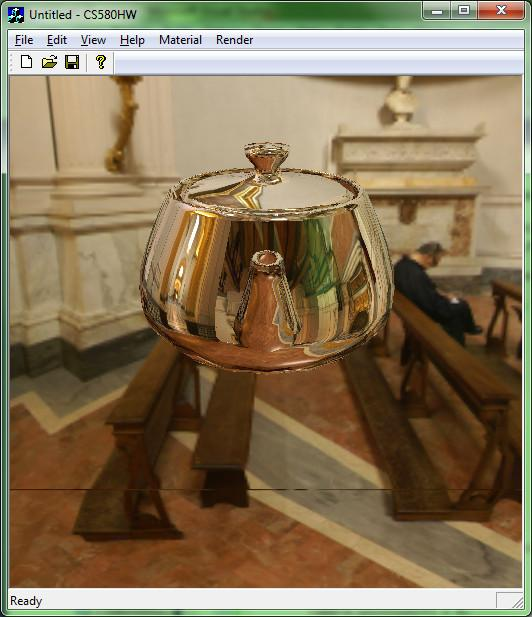 Untitled - CS580HW
File Edit View Help Material Render
Ready